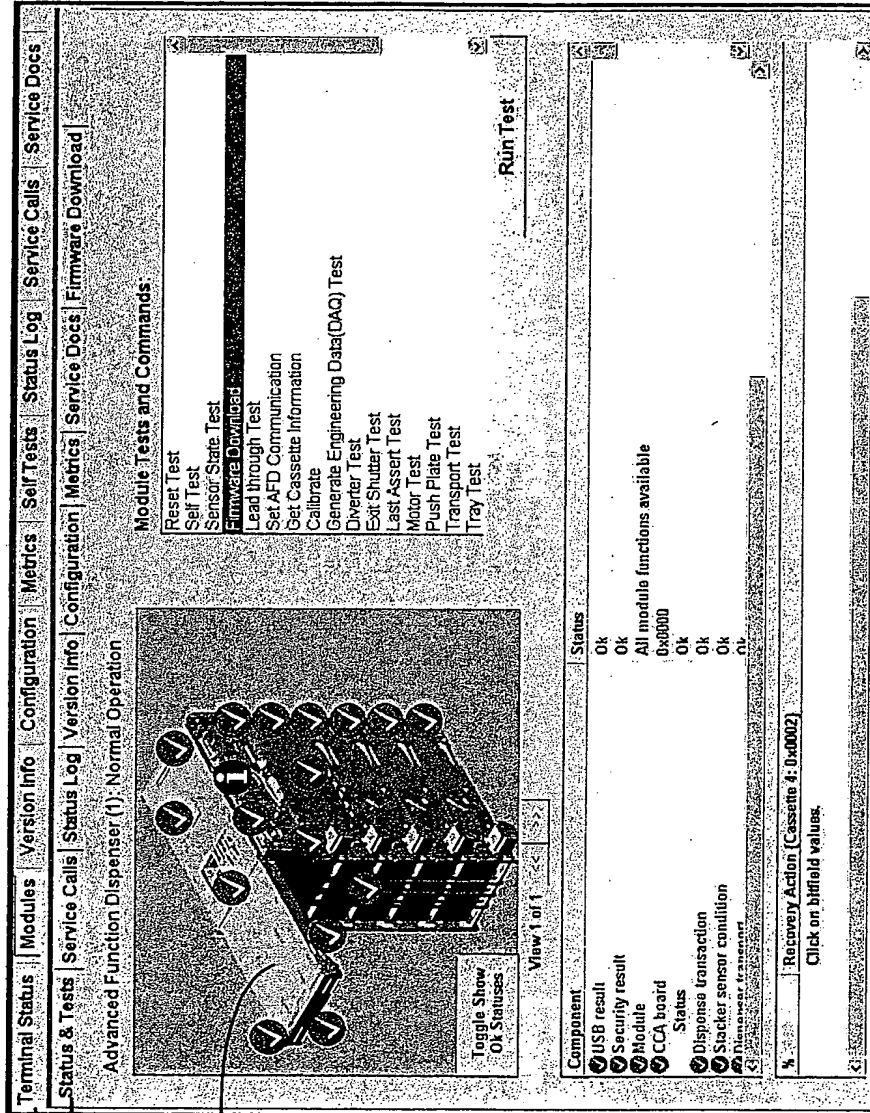 Terminal Status Modules Version Info Configuration Metrics Self Tests Status Log Service Calls Service Docs
Status & Tests Service Calls Status Log Version Info Configuration Metrics Service Docs Firmware Download
Advanced Function Dispenser (1): Normal Operation
Toggle Show
Ok Statuses
View 1 of 1 << >>
Module Tests and Commands:
Reset Test
Self Test
Sensor State Test
Firmware Download
Lead through Test
Set AFD Communication
Get Cassette Information
Calibrate
Generate Engineering Data(DAQ) Test
Diverter Test
Exit Shutter Test
Last Assert Test
Motor Test
Push Plate Test
Transport Test
Tray Test
Run Test
Component Status
USB result Ok
Security result Ok
Module All module functions available
CCA board 0x0000
Status Ok
Dispense transaction Ok
Stacker sensor condition Ok
Dispenser transport Ok
% Recovery Action [Cassette 4: 0x0002]
Click on bitfield values.